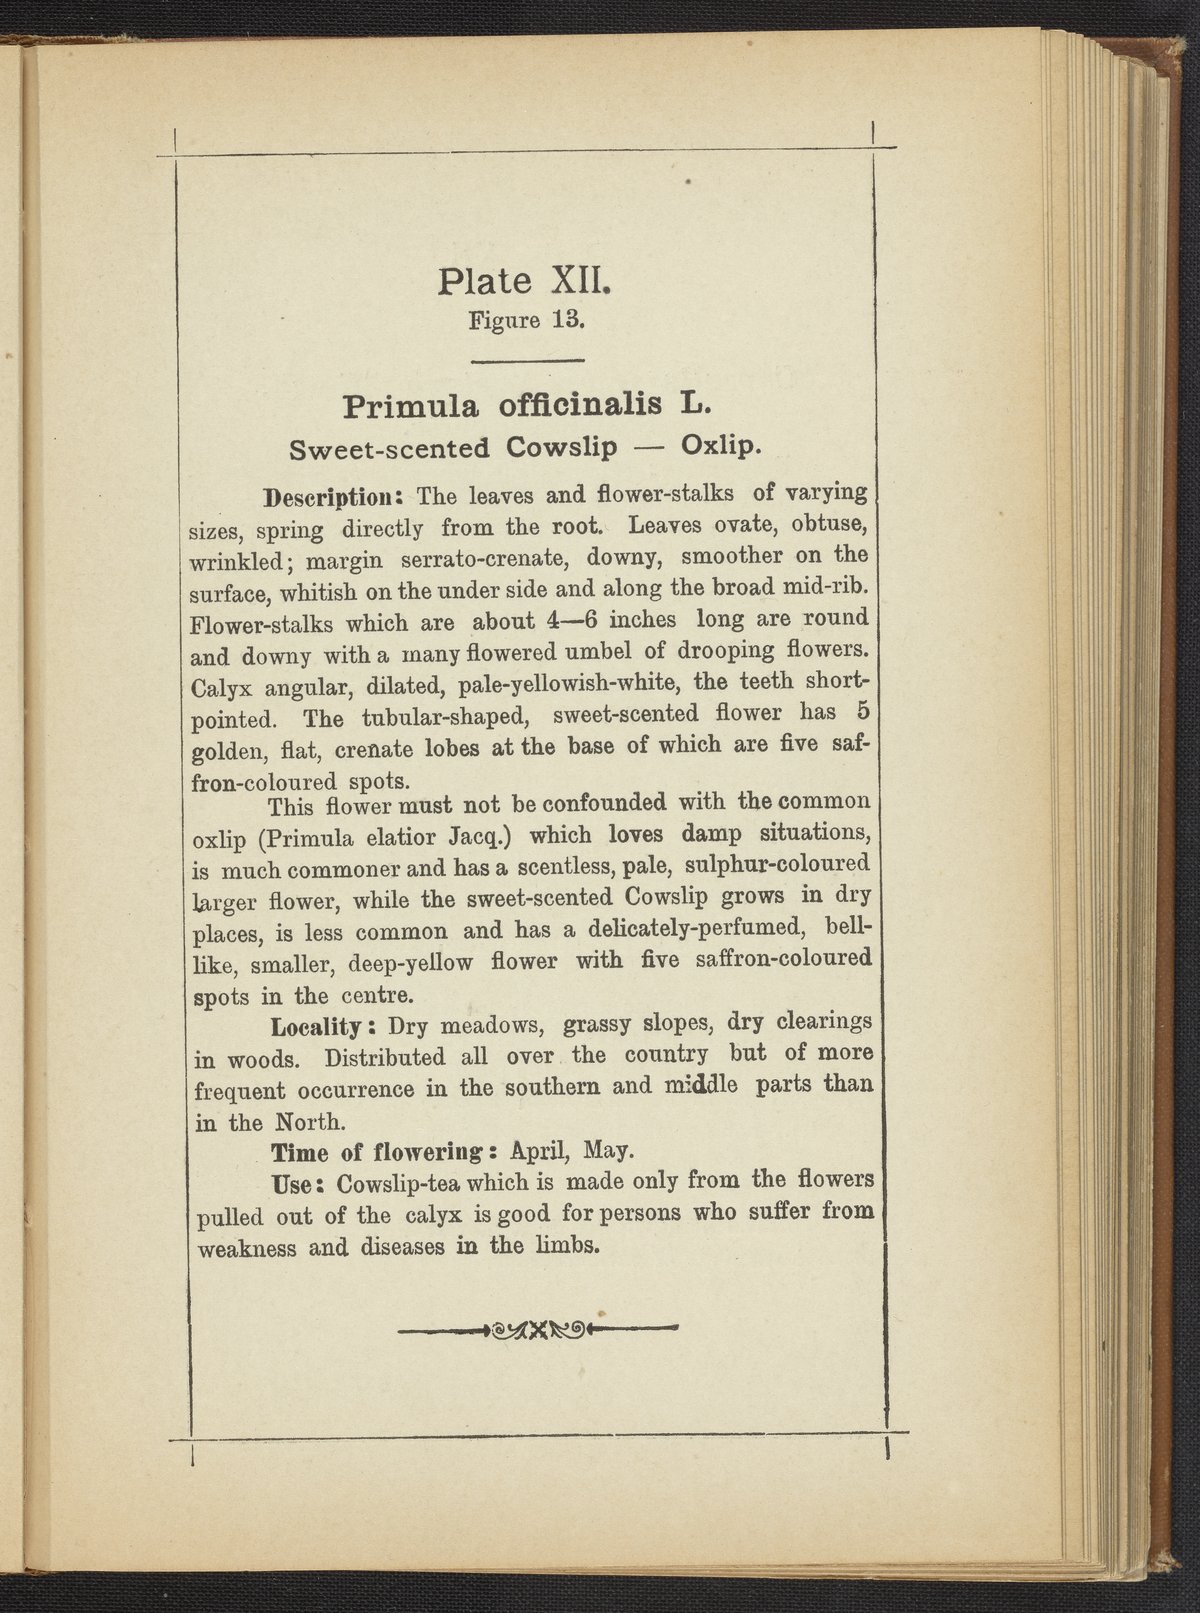 Plate XII.
Figure 13.
Primula officinalis L.
Sweet-scented Cowslip — Oxlip.
Description: The leaves and flower-stalks of varying
sizes, spring directly from the root. Leaves ovate, obtuse,
wrinkled; margin serrato-crenate, downy, smoother on the
surface, whitish on the under side and along the broad mid-rib.
Flower-stalks which are about 4—6 inches long are round
and downy with a many flowered umbel of drooping flowers.
Calyx angular, dilated, pale-yellowish-white, the teeth short-
pointed. The tubular-shaped, sweet-scented flower has 5
golden, flat, crenate lobes at the base of which are five saf-
fron-coloured spots.
This flower must not be confounded with the common
oxlip (Primula elatior Jacq.) which loves damp situations,
is much commoner and has a scentless, pale, sulphur-coloured
larger flower, while the sweet-scented Cowslip grows in dry
places, is less common and has a delicately-perfumed, bell-
like, smaller, deep-yellow flower with five saffron-coloured
spots in the centre.
Locality: Dry meadows, grassy slopes, dry clearings
in woods. Distributed all over the country but of more
frequent occurrence in the southern and middle parts than
in the North.
Time of flowering: April, May.
Use: Cowslip-tea which is made only from the flowers
pulled out of the calyx is good for persons who suffer from
weakness and diseases in the limbs.